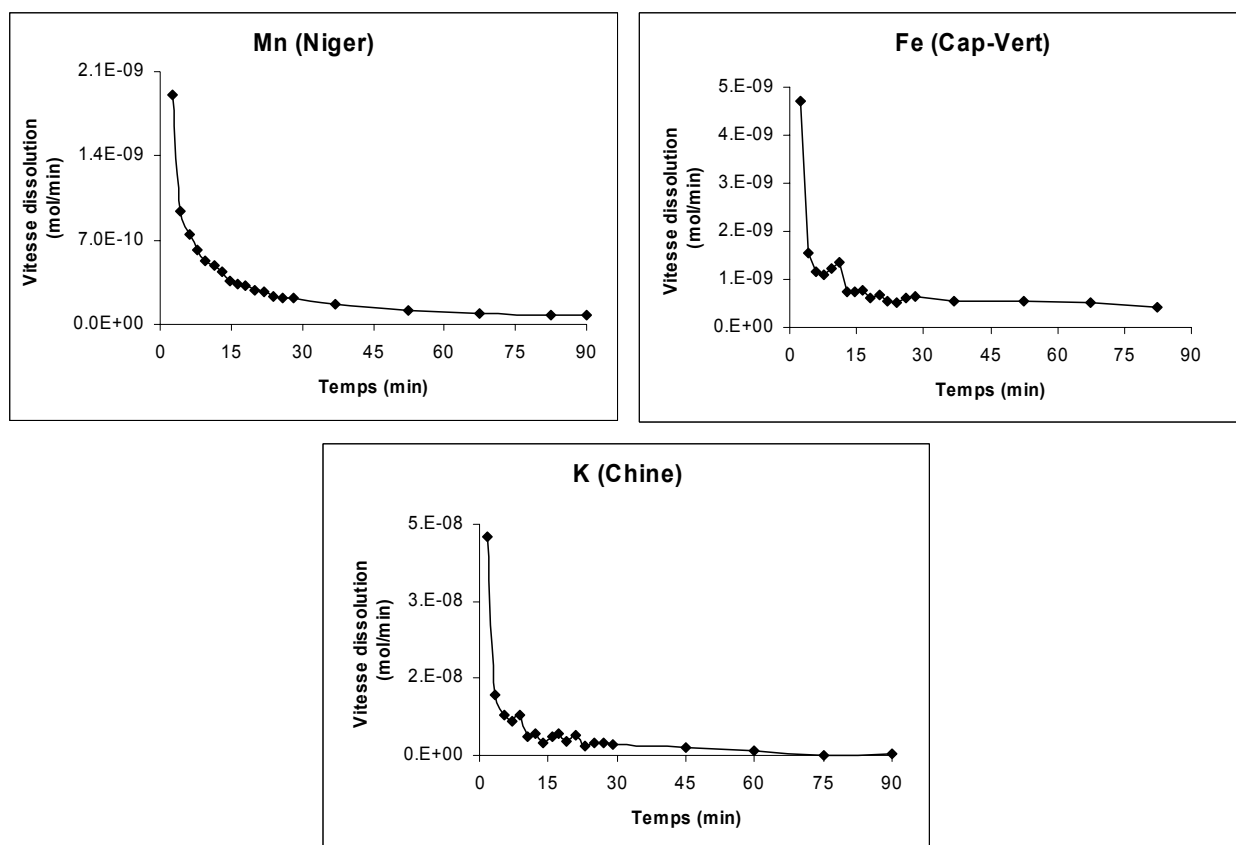 Mn (Niger)
Vitesse dissolution
(mol/min)
2.1E-09
1.4E-09
7.0E-10
0.0E+00
0 15 30 45 60 75 90
Temps (min)
Fe (Cap-Vert)
Vitesse dissolution
(mol/min)
5.E-09
4.E-09
3.E-09
2.E-09
1.E-09
0.E+00
0 15 30 45 60 75 90
Temps (min)
K (Chine)
Vitesse dissolution
(mol/min)
5.E-08
3.E-08
2.E-08
0.E+00
0 15 30 45 60 75 90
Temps (min)